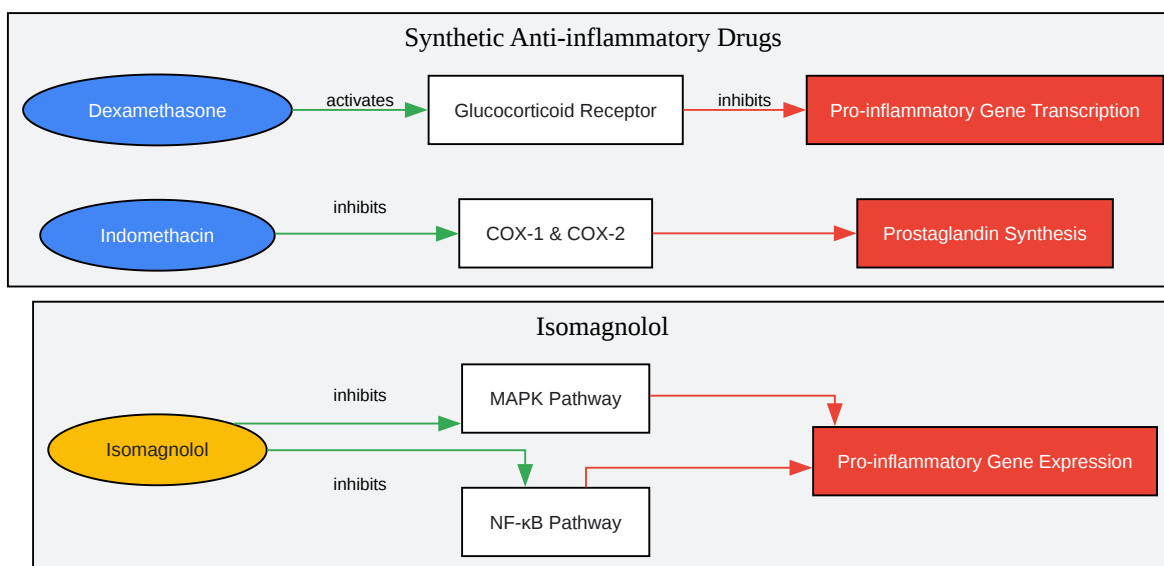 Synthetic Anti-inflammatory Drugs
Dexamethasone
activates
Glucocorticoid Receptor
inhibits
Pro-inflammatory Gene Transcription
Indomethacin
inhibits
COX-1 & COX-2
Prostaglandin Synthesis
Isomagnolol
Isomagnolol
inhibits
MAPK Pathway
inhibits
NF-κB Pathway
Pro-inflammatory Gene Expression